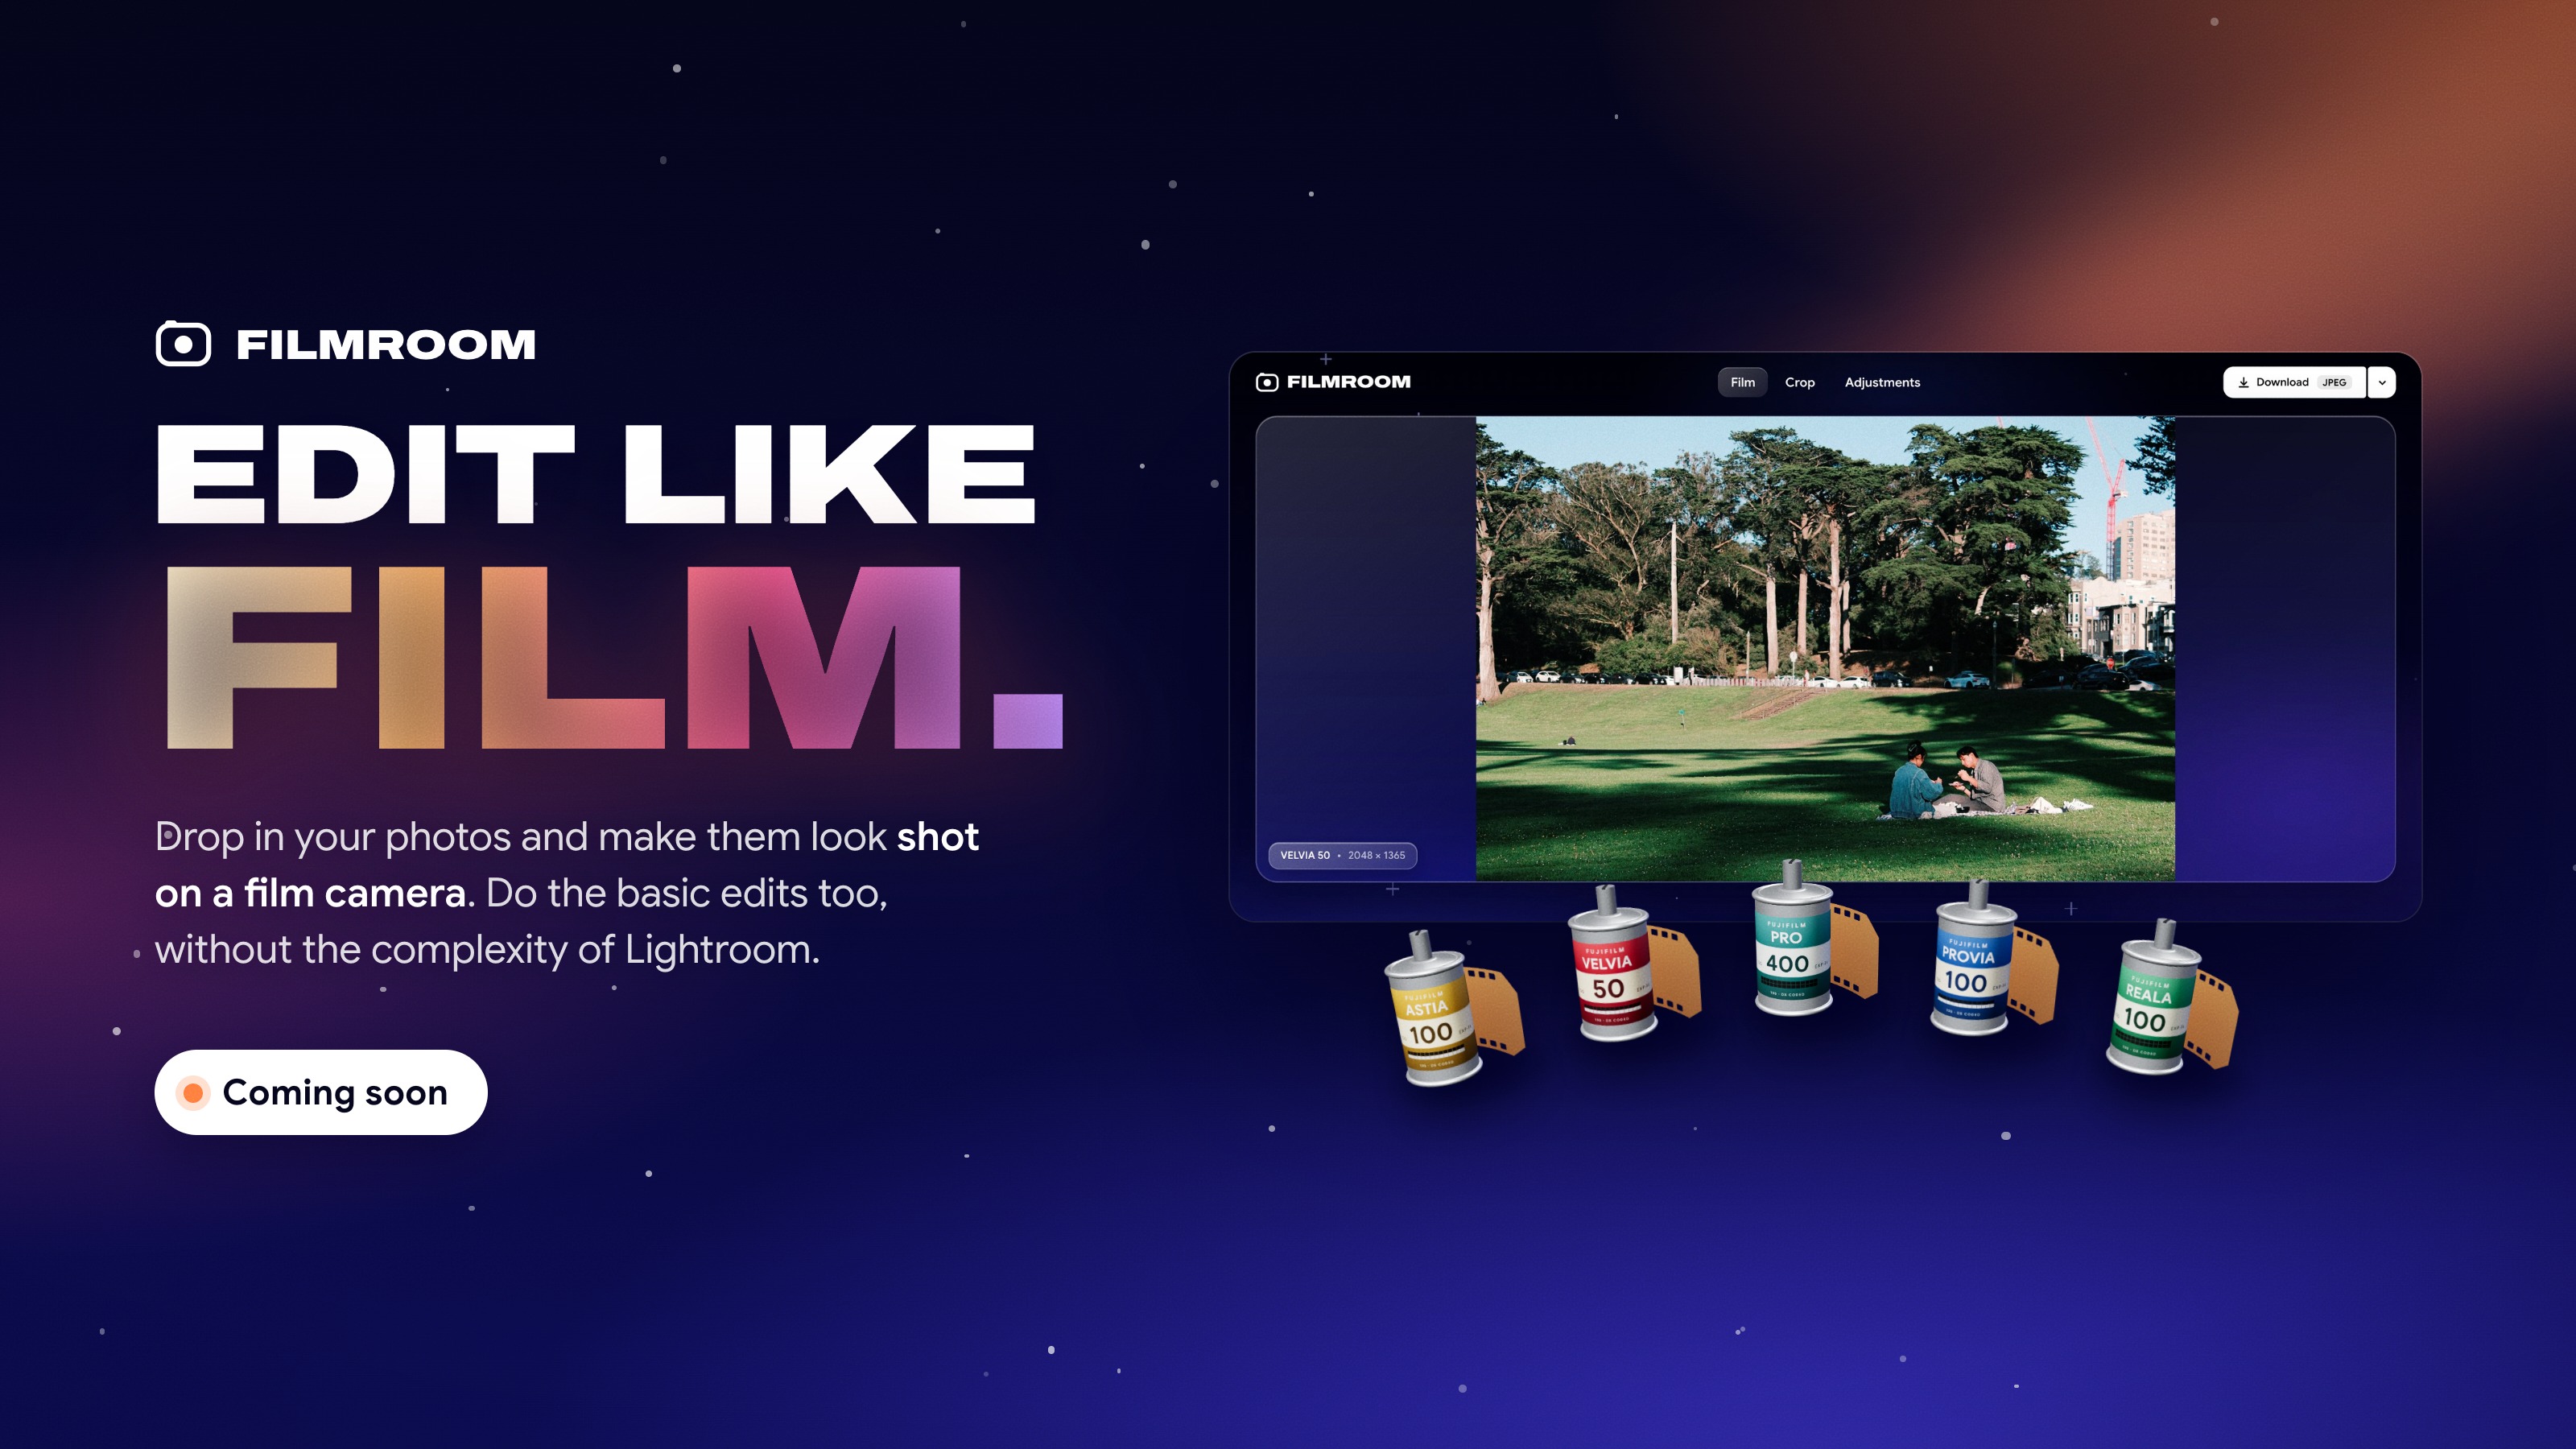 FILMROOM
EDIT LIKE
FILM.
Drop in your photos and make them look shot
on a film camera. Do the basic edits too,
without the complexity of Lightroom.
Coming soon
FILMROOM
Film
Crop
Adjustments
Download
JPEG
VELVIA 50 • 2048 × 1365
FUJIFILM
ASTIA
100
FUJIFILM
VELVIA
50
FUJIFILM
PRO
400
FUJIFILM
PROVIA
100
FUJIFILM
REALA
100